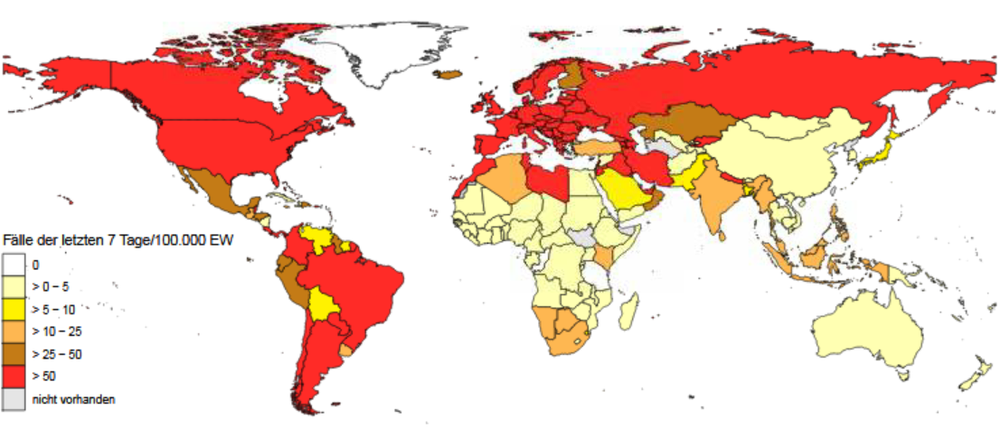 Fälle der letzten 7 Tage/100.000 EW
0
> 0 – 5
> 5 – 10
> 10 – 25
> 25 – 50
> 50
nicht vorhanden